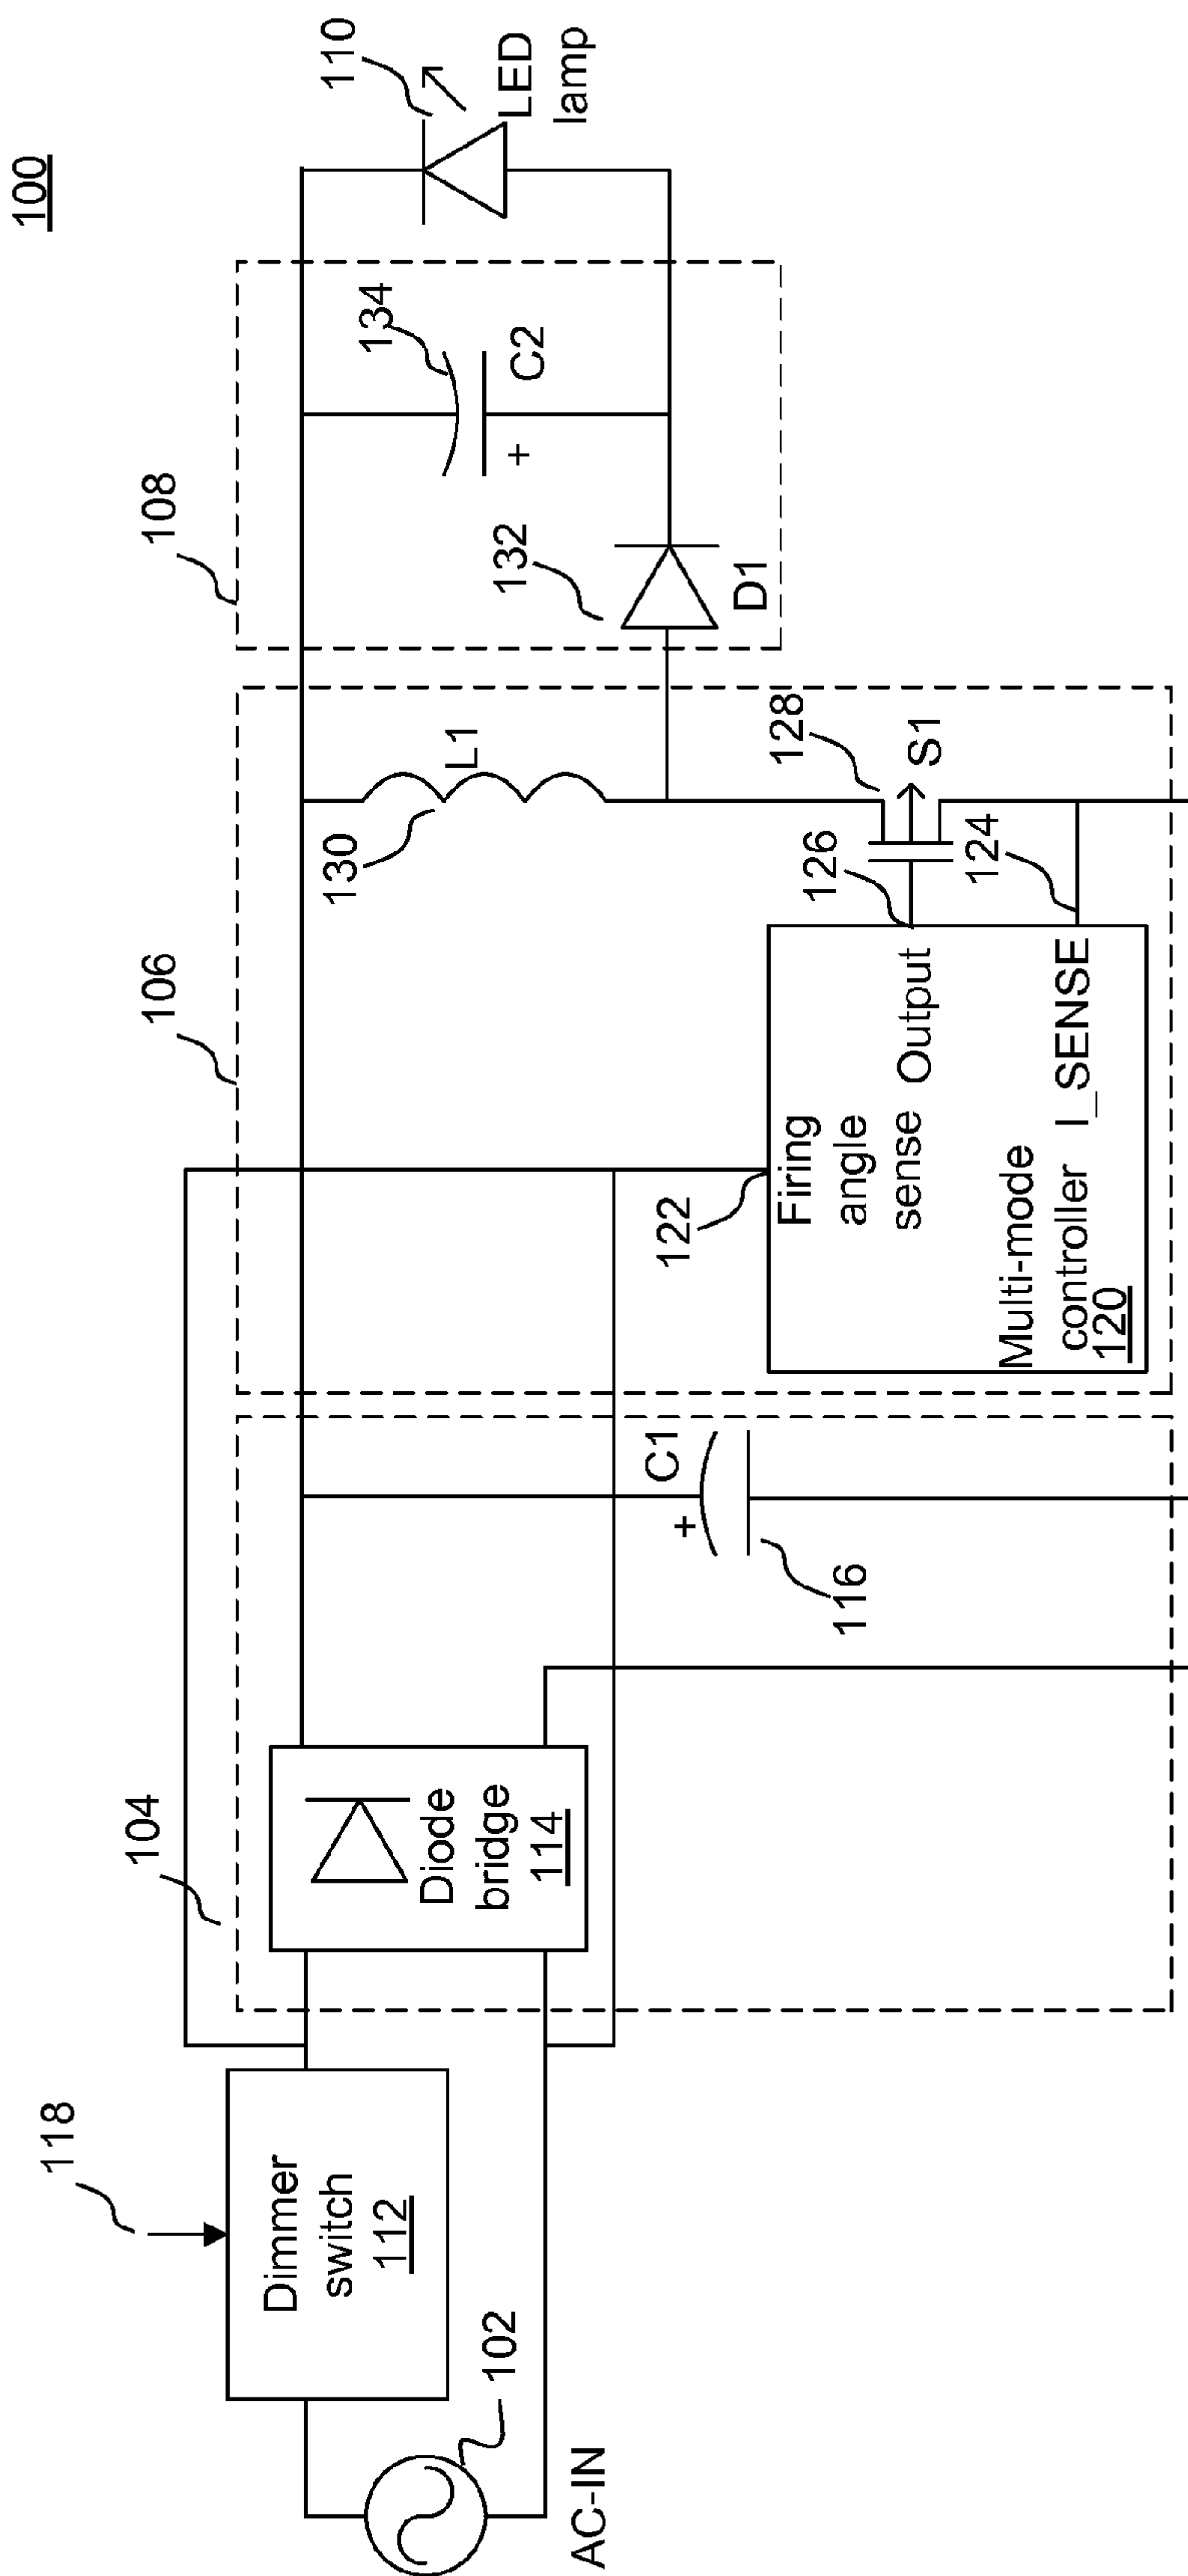 100
118
104
106
108
110
Dimmer
switch
112
102
AC-IN
Diode
bridge
114
C1
+
116
122
Firing
angle
sense
Output
Multi-mode
controller
120
I_SENSE
126
124
128
S1
130
L1
132
D1
134
C2
+
LED
lamp